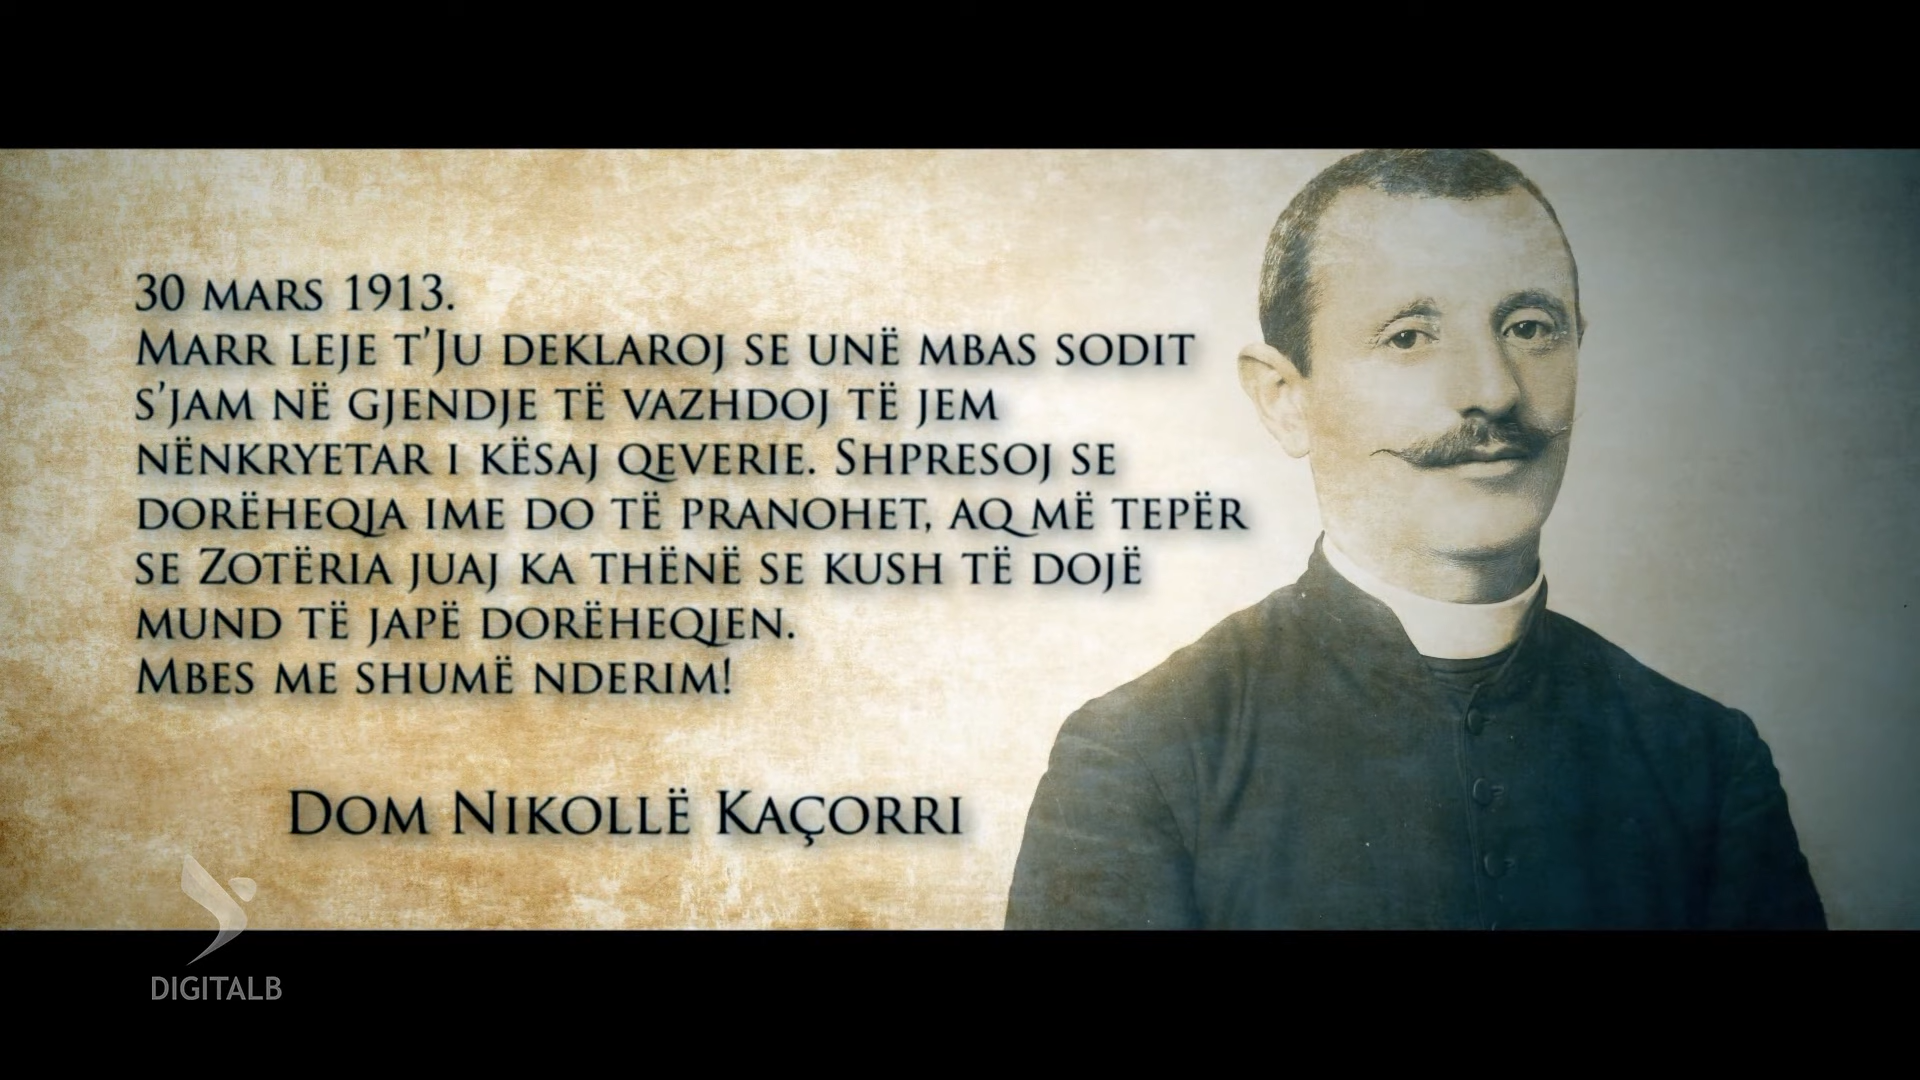 30 MARS 1913.
MARR LEJE T'JU DEKLAROJ SE UNË MBAS SODIT
S'JAM NË GJENDJE TË VAZHDOJ TË JEM
NËNKRYETAR I KËSAJ QEVERIE. SHPRESOJ SE
DORËHEQJA IME DO TË PRANOHET, AQ MË TEPËR
SE ZOTËRIA JUAJ KA THËNË SE KUSH TË DOJË
MUND TË JAPË DORËHEQJEN.
MBES ME SHUMË NDERIM!
DOM NIKOLLË KAÇORRI
DIGITALB